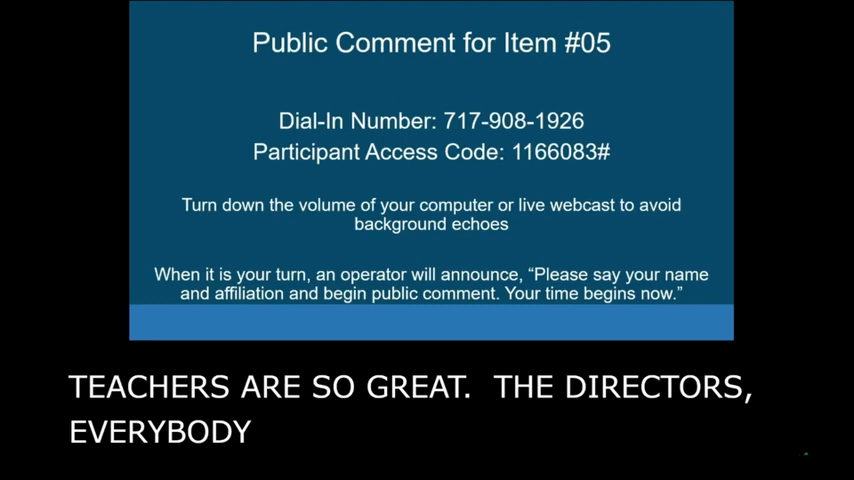 Public Comment for Item #05
Dial-In Number: 717-908-1926
Participant Access Code: 1166083#
Turn down the volume of your computer or live webcast to avoid
background echoes
When it is your turn, an operator will announce, “Please say your name
and affiliation and begin public comment. Your time begins now.”
TEACHERS ARE SO GREAT.  THE DIRECTORS,
EVERYBODY